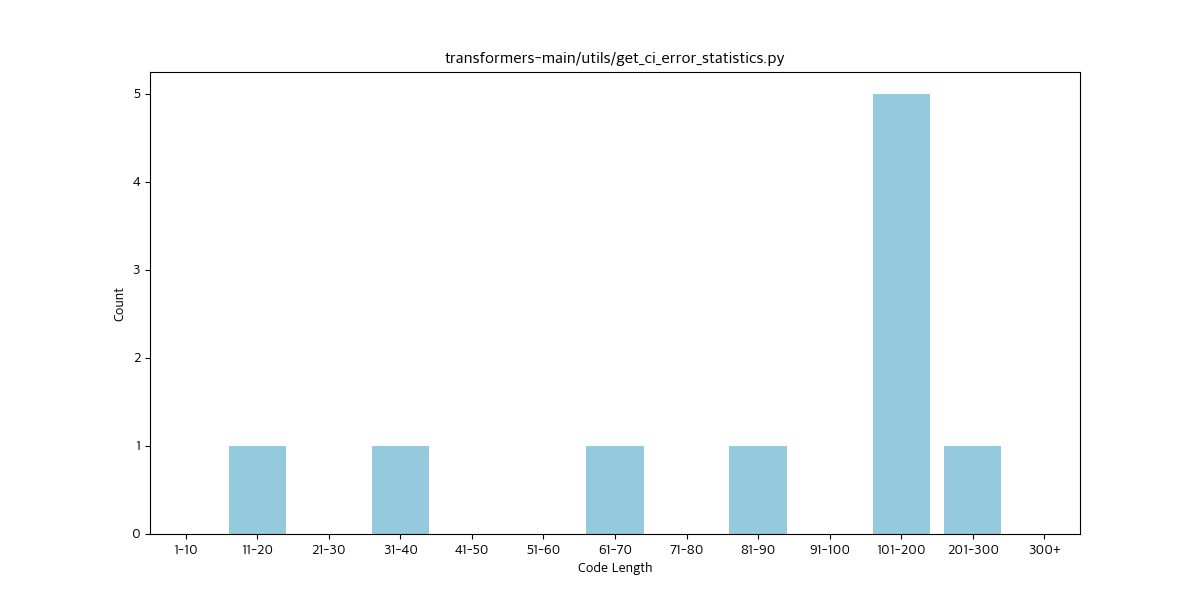 transformers-main/utils/get_ci_error_statistics.py
5
4
3
2
1
0
Count
1-10 11-20 21-30 31-40 41-50 51-60 61-70 71-80 81-90 91-100 101-200 201-300 300+
Code Length